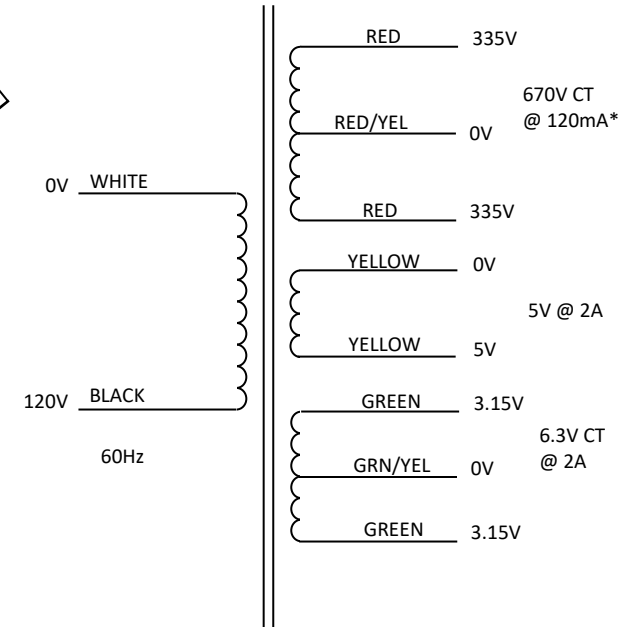 RED 335V
670V CT
@ 120mA*
RED/YEL 0V
0V WHITE
RED 335V
YELLOW 0V
5V @ 2A
YELLOW 5V
120V BLACK
GREEN 3.15V
6.3V CT
@ 2A
60Hz
GRN/YEL 0V
GREEN 3.15V